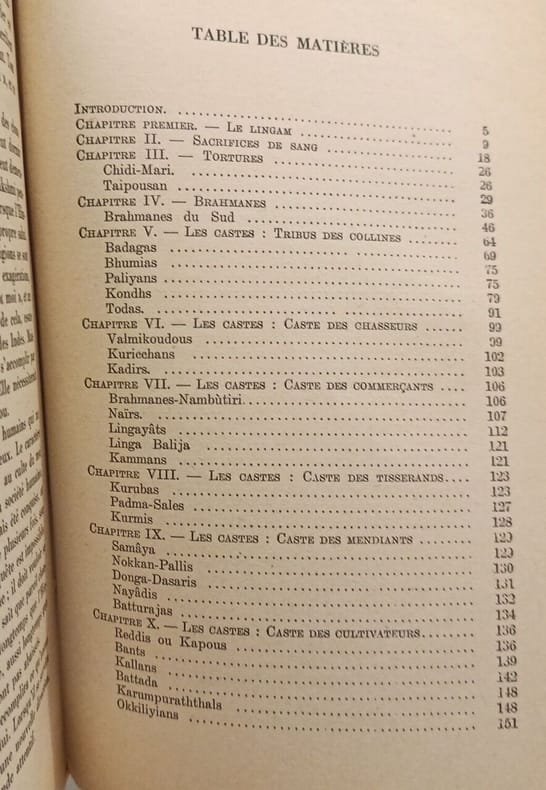 TABLE DES MATIÈRES
INTRODUCTION. 5
CHAPITRE PREMIER. — LE LINGAM 9
CHAPITRE II. — SACRIFICES DE SANG 18
CHAPITRE III. — TORTURES 26
Chidi-Mari. 26
Taipousan 29
CHAPITRE IV. — BRAHMANES 36
Brahmanes du Sud 46
CHAPITRE V. — LES CASTES : TRIBUS DES COLLINES 64
Badagas 69
Bhumias 75
Paliyans 75
Kondhs 79
Todas. 91
CHAPITRE VI. — LES CASTES : CASTE DES CHASSEURS 99
Valmikoudous 99
Kuricchans 102
Kadirs. 103
CHAPITRE VII. — LES CASTES : CASTE DES COMMERÇANTS 106
Brahmanes-Nambùtiri. 106
Naïrs. 107
Lingayâts 112
Linga Balija 121
Kammans 121
CHAPITRE VIII. — LES CASTES : CASTE DES TISSERANDS 123
Kurubas 123
Padma-Sales 127
Kurmis 128
CHAPITRE IX. — LES CASTES : CASTE DES MENDIANTS 129
Samâya 129
Nokkan-Pallis 130
Donga-Dasaris 131
Nayâdis 132
Batturajas 134
CHAPITRE X. — LES CASTES : CASTE DES CULTIVATEURS 136
Reddis ou Kapous 136
Bants 139
Kallans 142
Battada 148
Karumpuraththals 148
Okkiliyians 151